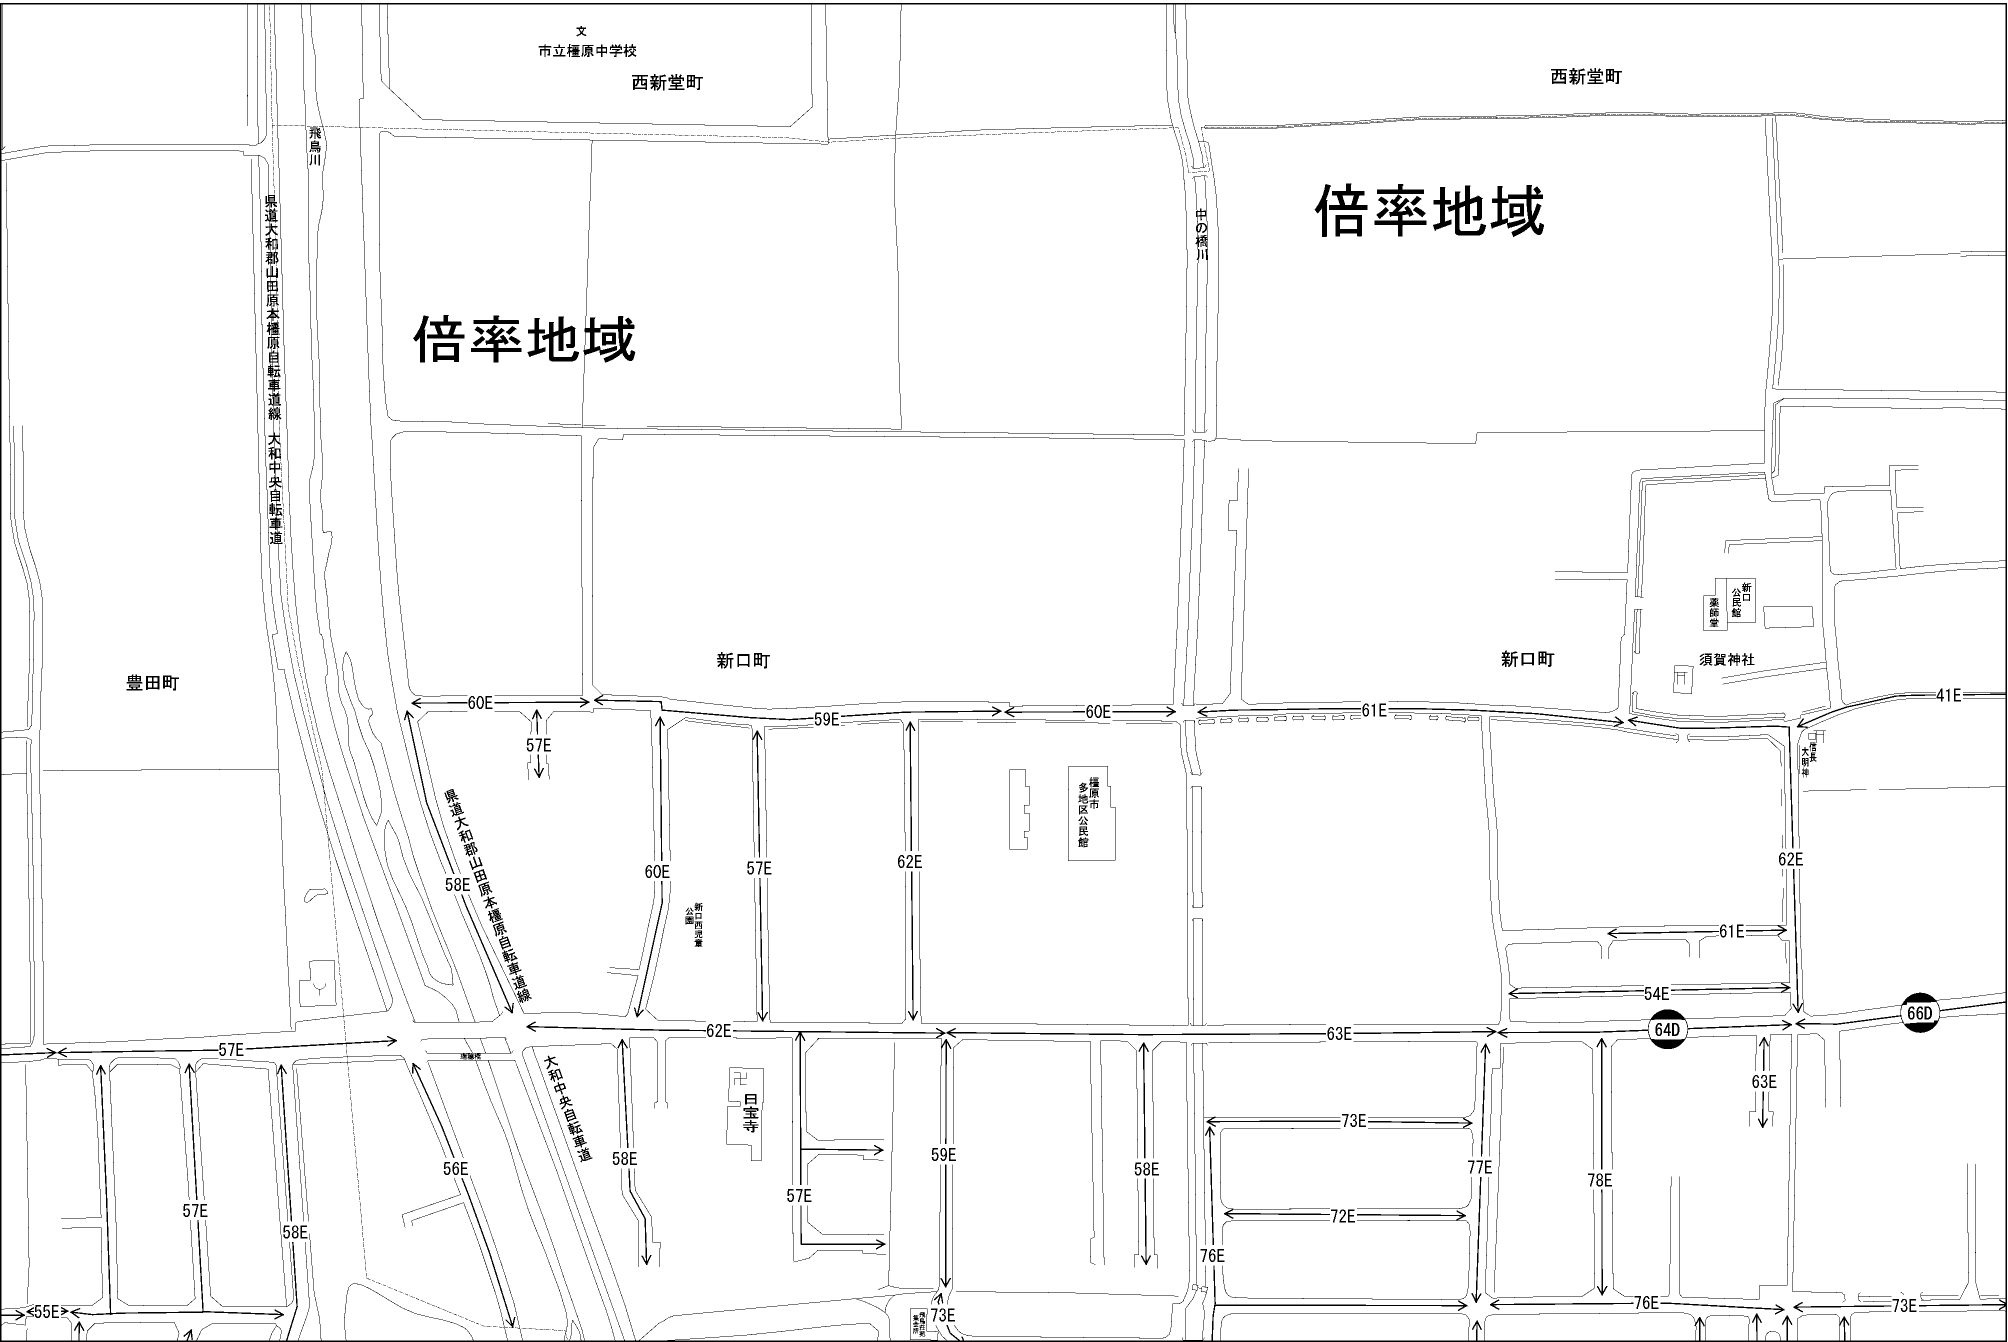 文
市立橿原中学校
西新堂町
西新堂町
飛鳥川
県道大和郡山田原本橿原自転車道線 大和中央自転車道
中の橋川
倍率地域
倍率地域
新口
公民館
薬師堂
須賀神社
豊田町
新口町
新口町
60E
59E
60E
61E
41E
57E
信長
大明神
県道大和郡山田原本橿原自転車道線
橿原市
多地区公民館
58E
60E
57E
62E
62E
新口西児童
公園
61E
54E
57E
62E
63E
64D
66D
大和中央自転車道
日宝寺
63E
73E
56E
58E
59E
58E
77E
78E
57E
57E
72E
58E
76E
55E
73E
76E
73E